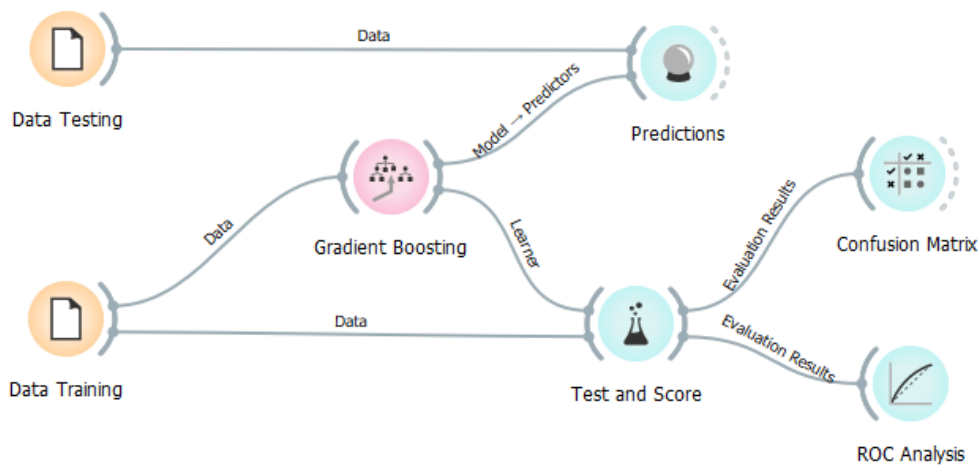 Data
Data Testing
Model → Predictors
Predictions
Data
Gradient Boosting
Learner
Evaluation Results
Confusion Matrix
Data
Data Training
Evaluation Results
Test and Score
ROC Analysis